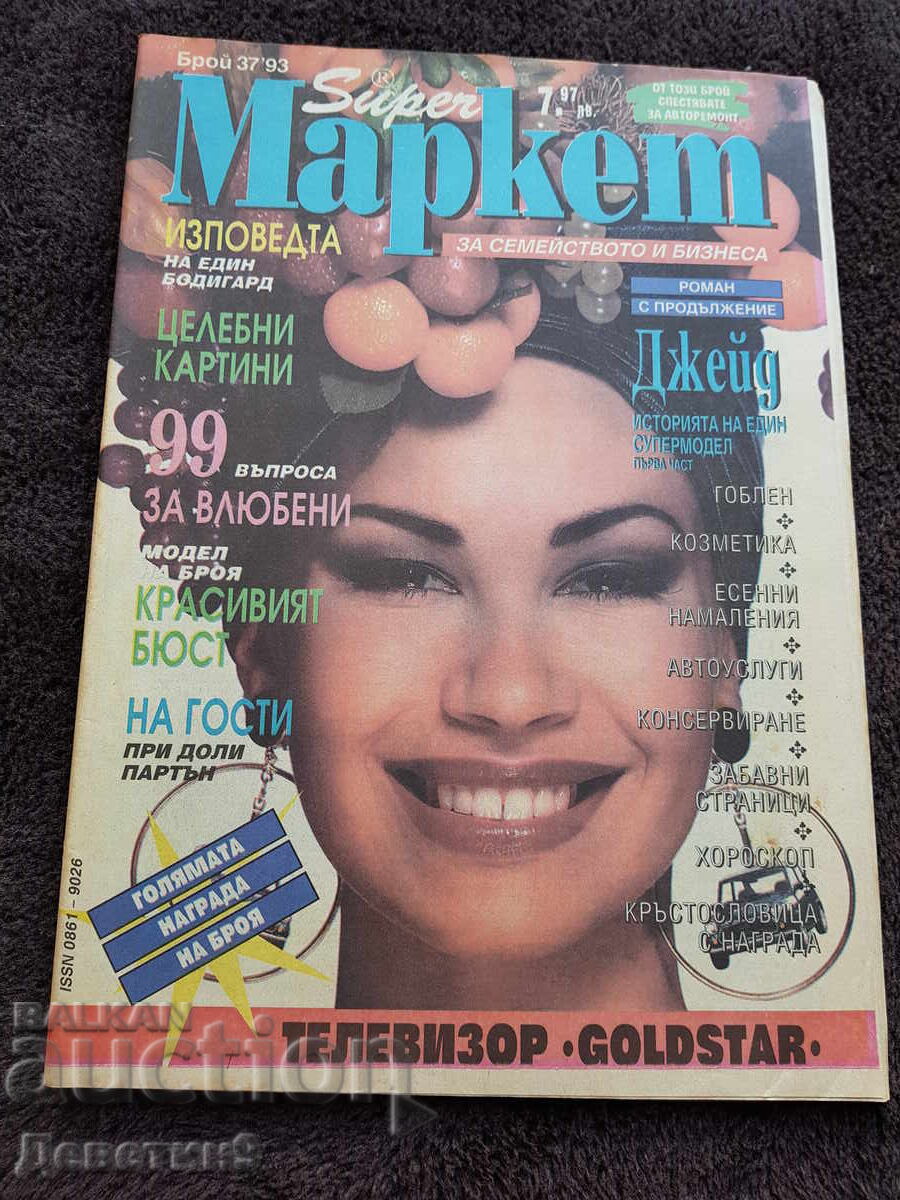 Брой 37'93
Super®
Маркет
7.97 лв.
ОТ ТОЗИ БРОЙ
СПЕСТЯВАТЕ
ЗА АВТОРЕМОНТ
ЗА СЕМЕЙСТВОТО И БИЗНЕСА
ИЗПОВЕДТА
НА ЕДИН
БОДИГАРД
ЦЕЛЕБНИ
КАРТИНИ
99 ВЪПРОСА
ЗА ВЛЮБЕНИ
МОДЕЛ
НА БРОЯ
КРАСИВИЯТ
БЮСТ
НА ГОСТИ
ПРИ ДОЛИ
ПАРТЪН
РОМАН
С ПРОДЪЛЖЕНИЕ
Джейд
ИСТОРИЯТА НА ЕДИН
СУПЕРМОДЕЛ
ПЪРВА ЧАСТ
ГОБЛЕН
КОЗМЕТИКА
ЕСЕННИ
НАМАЛЕНИЯ
АВТОУСЛУГИ
КОНСЕРВИРАНЕ
ЗАБАВНИ
СТРАНИЦИ
ХОРОСКОП
КРЪСТОСЛОВИЦА
С НАГРАДА
ГОЛЯМАТА
НАГРАДА
НА БРОЯ
ISSN 0861 – 9026
ТЕЛЕВИЗОР •GOLDSTAR•
BALKAN
auction
Деветки9